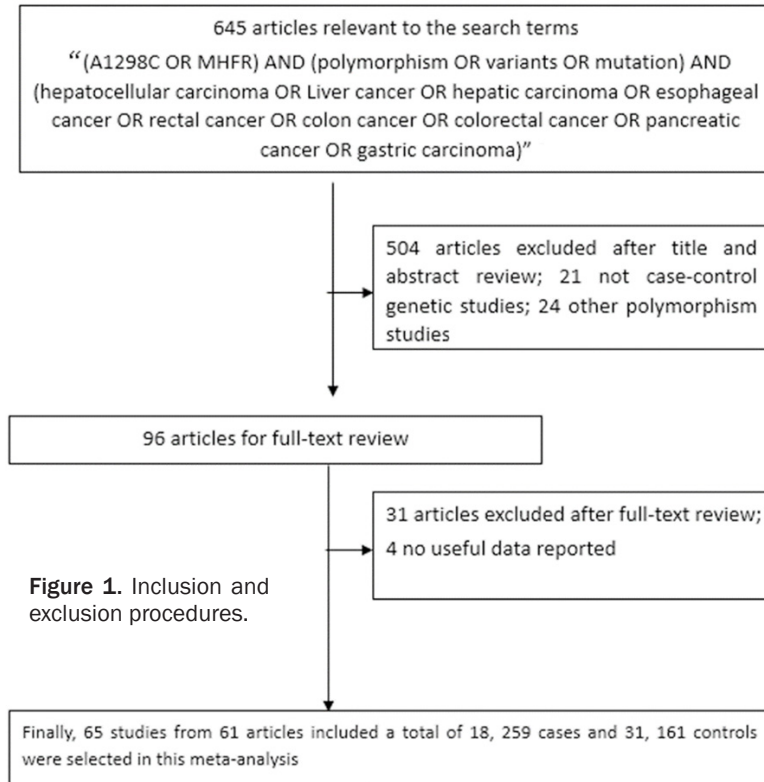 645 articles relevant to the search terms
“(A1298C OR MHFR) AND (polymorphism OR variants OR mutation) AND
(hepatocellular carcinoma OR Liver cancer OR hepatic carcinoma OR esophageal
cancer OR rectal cancer OR colon cancer OR colorectal cancer OR pancreatic
cancer OR gastric carcinoma)”
504 articles excluded after title and
abstract review; 21 not case-control
genetic studies; 24 other polymorphism
studies
96 articles for full-text review
31 articles excluded after full-text review;
4 no useful data reported
Figure 1. Inclusion and
exclusion procedures.
Finally, 65 studies from 61 articles included a total of 18, 259 cases and 31, 161 controls
were selected in this meta-analysis